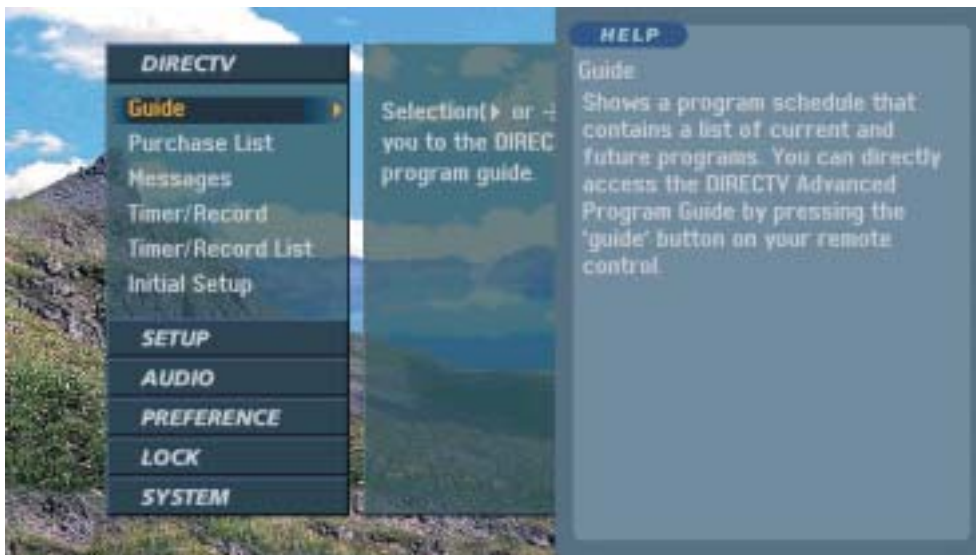 DIRECTV
Guide
Purchase List
Messages
Timer/Record
Timer/Record List
Initial Setup
SETUP
AUDIO
PREFERENCE
LOCK
SYSTEM
Selection( or
you to the DIREC
program guide.
HELP
Guide
Shows a program schedule that
contains a list of current and
future programs. You can directly
access the DIRECTV Advanced
Program Guide by pressing the
'guide' button on your remote
control.